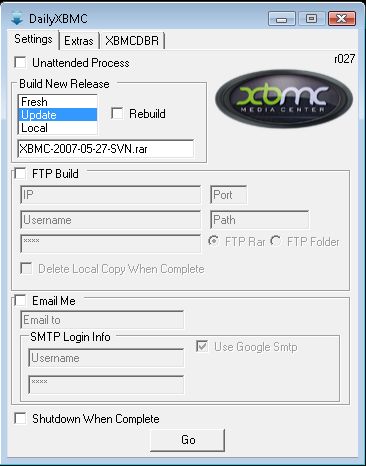 DailyXBMC
Settings
Extras
XBMCDBR
Unattended Process
r027
Build New Release
Fresh
Update
Local
Rebuild
XBMC-2007-05-27-SVN.rar
xbmc
MEDIA CENTER
FTP Build
IP
Port
Username
Path
****
FTP Rar
FTP Folder
Delete Local Copy When Complete
Email Me
Email to
SMTP Login Info
Username
Use Google Smtp
****
Shutdown When Complete
Go